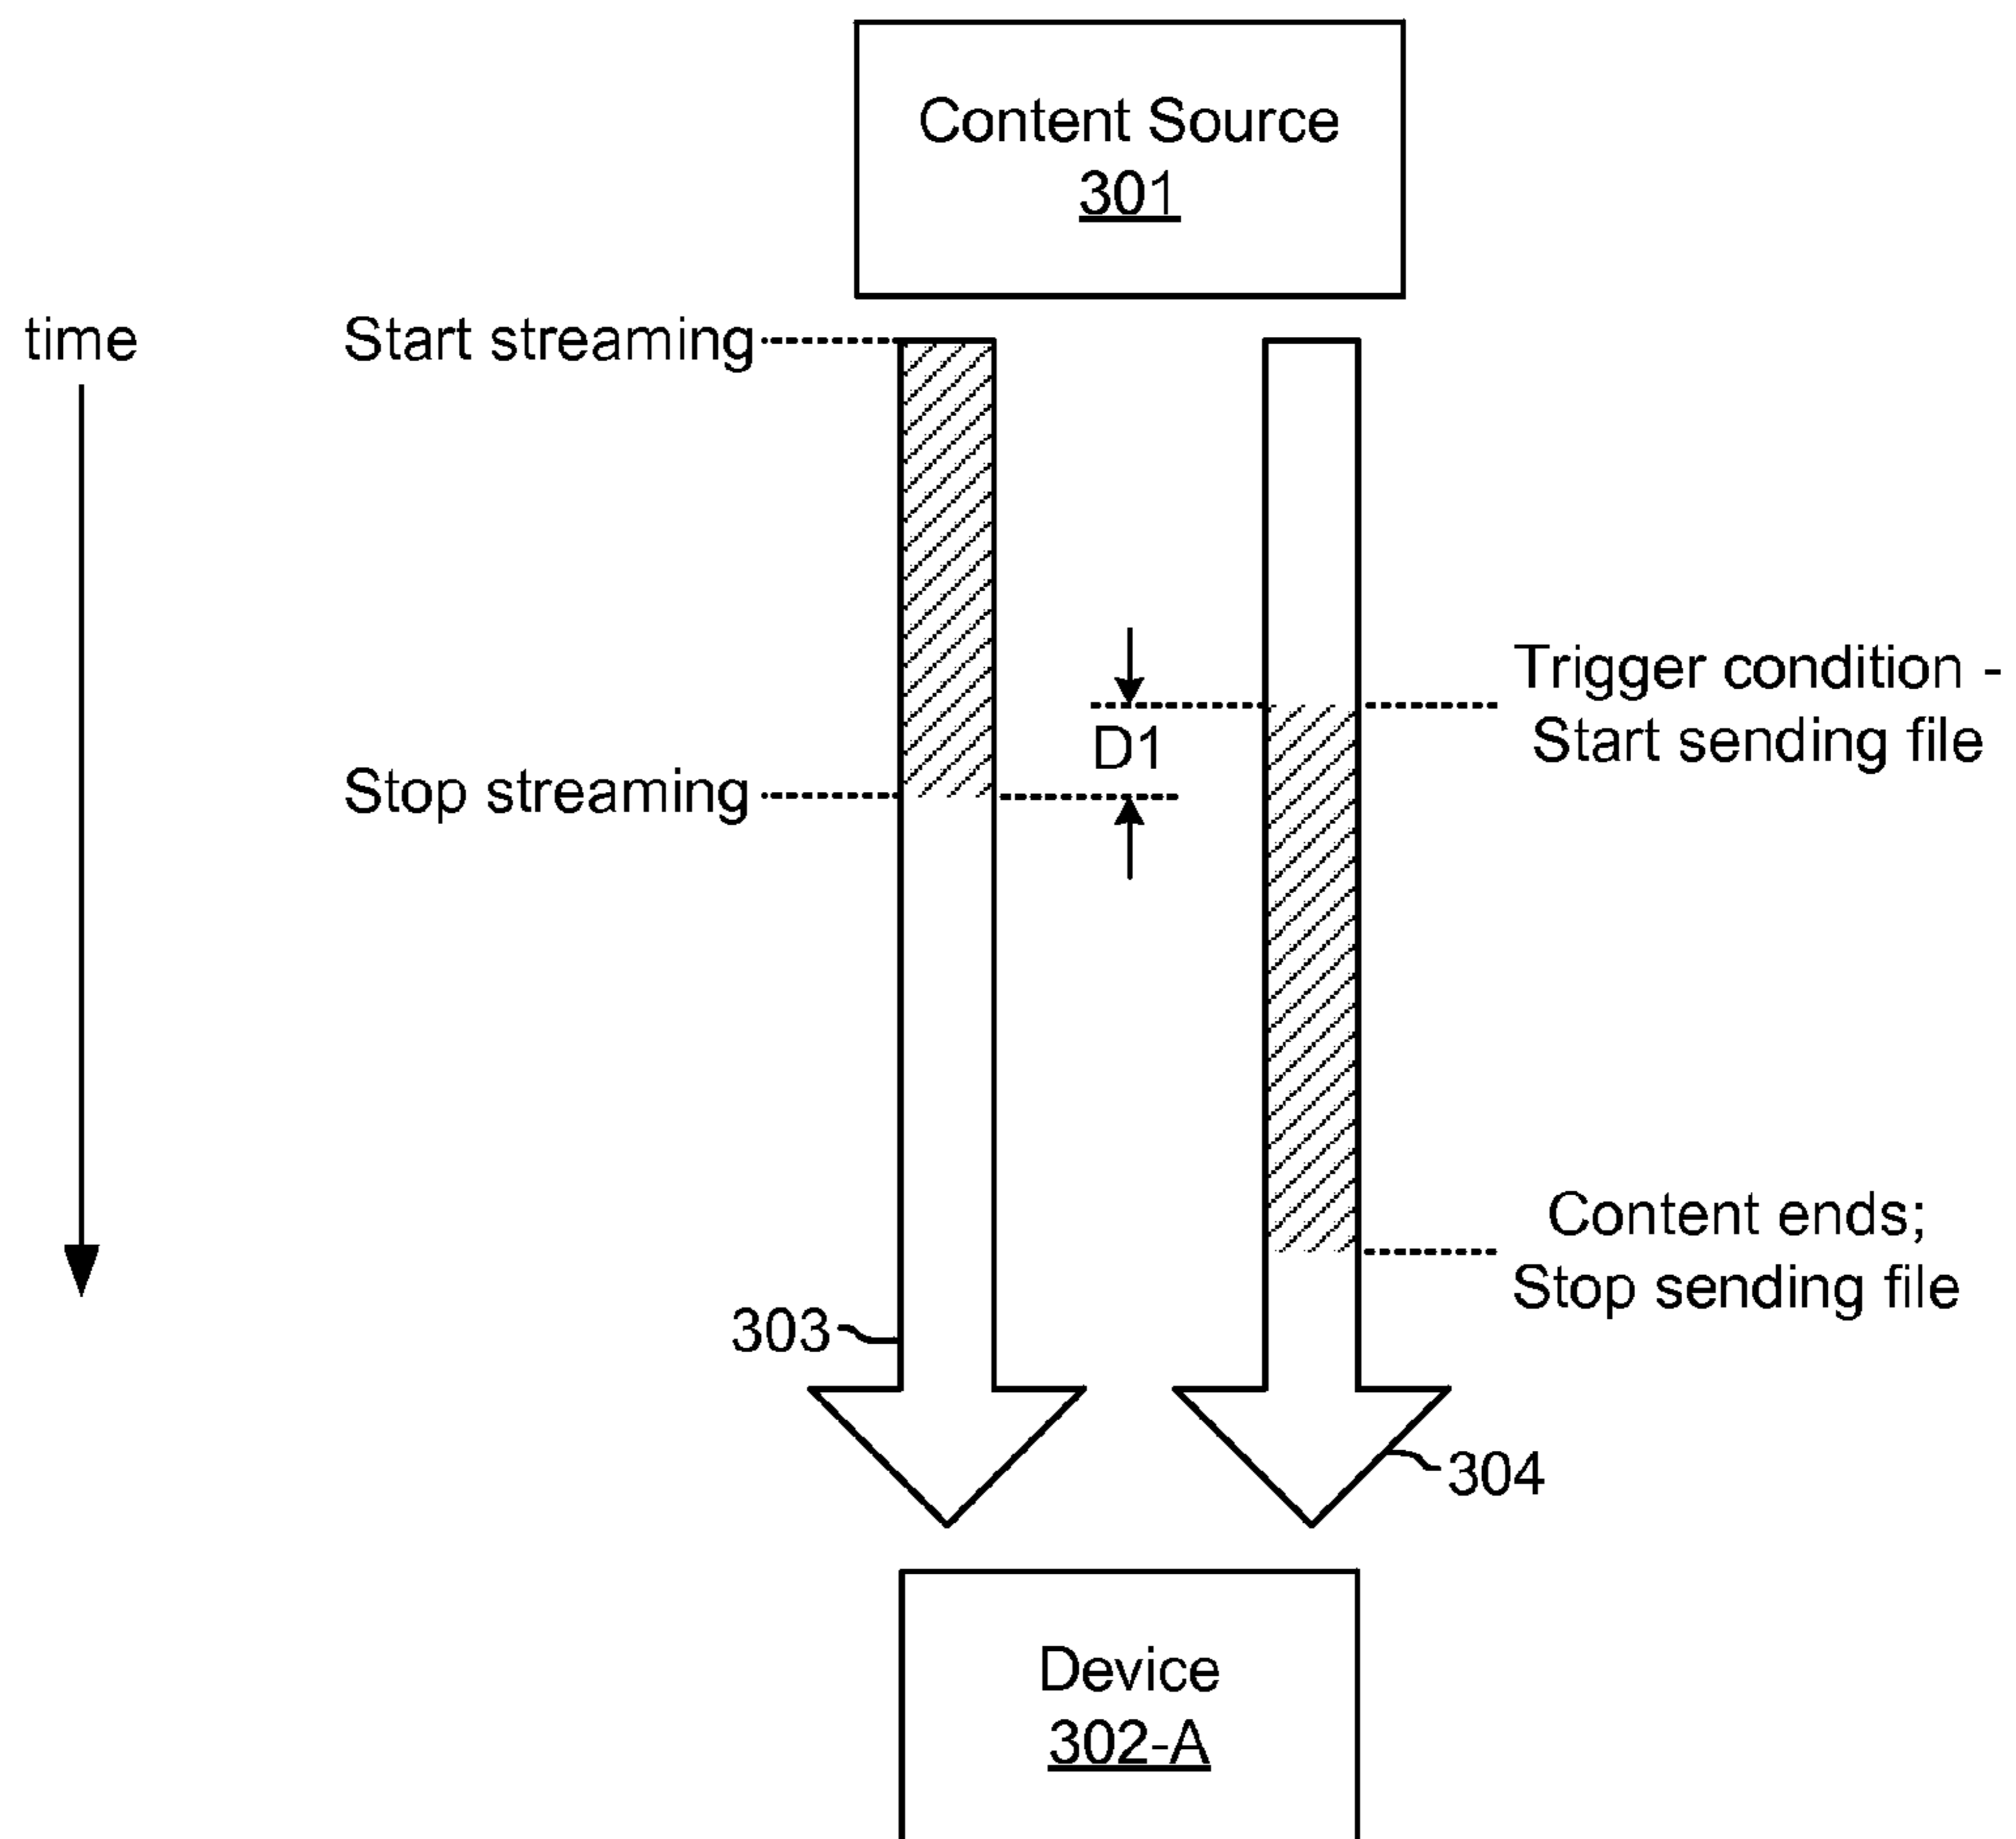 Content Source
301
time
Start streaming
Trigger condition -
Start sending file
D1
Stop streaming
Content ends;
Stop sending file
303
304
Device
302-A